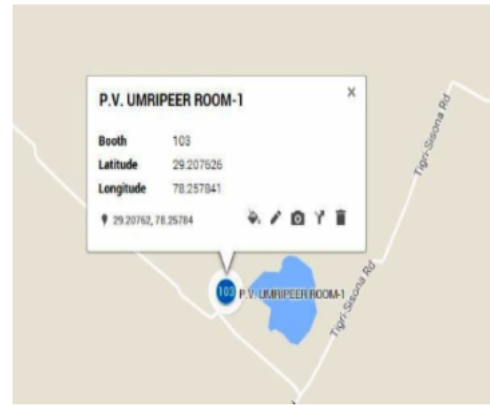 P.V. UMRIPEER ROOM-1
X
Booth 103
Latitude 29.207626
Longitude 78.257841
29.20762, 78.25784
103 P.V. UMRIPEER ROOM-1
Tigri-Sisona Rd
Tigri-Sisona Rd